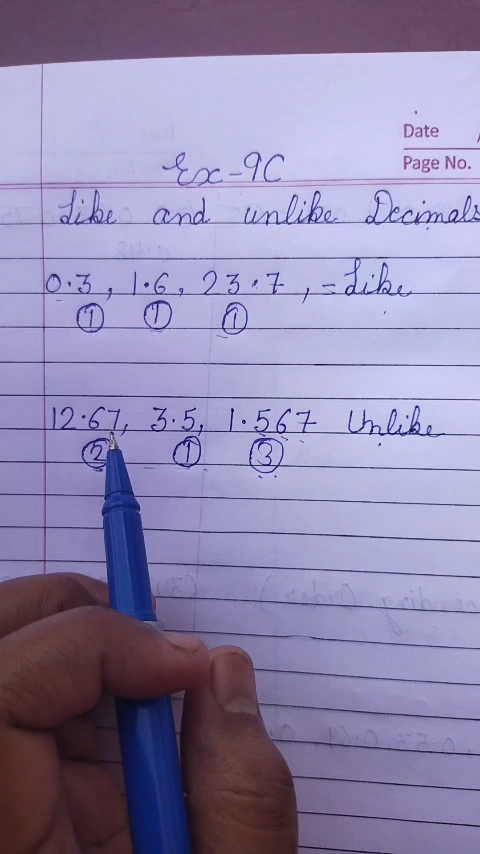 Date
Page No.
Ex-9C
Like and unlike Decimals
0.3, 1.6, 23.7, = Like
① ① ①
12.67, 3.5, 1.567 Unlike
② ① ③